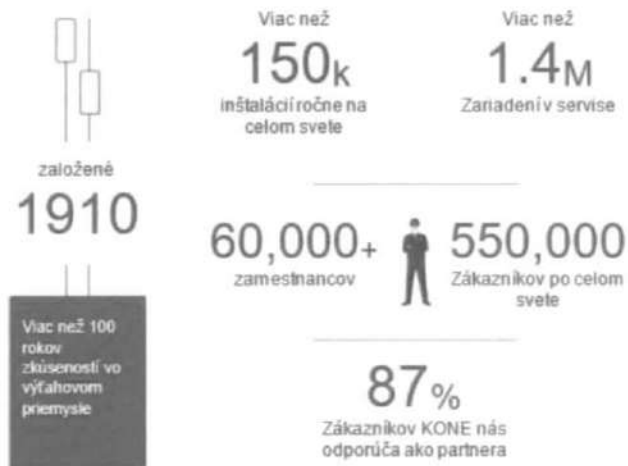 založené
1910
Viac než 100
rokov
zkúseností vo
výťahovom
priemysle
Viac než
150k
inštalácií ročne na
celom svete
Viac než
1.4M
Zariadení v servise
60,000+
zamestnancov
550,000
Zákazníkov po celom
svete
87%
Zákazníkov KONE nás
odporúča ako partnera